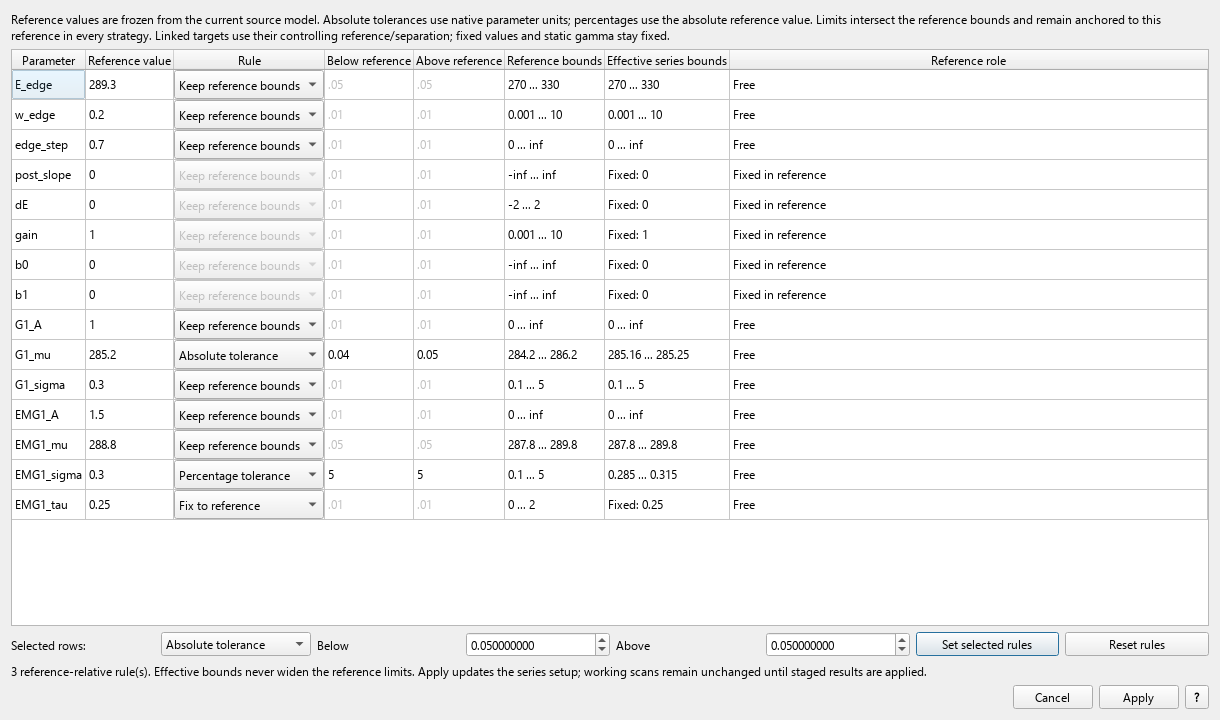 Reference values are frozen from the current source model. Absolute tolerances use native parameter units; percentages use the absolute reference value. Limits intersect the reference bounds and remain anchored to this
reference in every strategy. Linked targets use their controlling reference/separation; fixed values and static gamma stay fixed.
Parameter Reference value Rule Below reference Above reference Reference bounds Effective series bounds Reference role
E_edge 289.3 Keep reference bounds .05 .05 270 ... 330 270 ... 330 Free
w_edge 0.2 Keep reference bounds .01 .01 0.001 ... 10 0.001 ... 10 Free
edge_step 0.7 Keep reference bounds .01 .01 0 ... inf 0 ... inf Free
post_slope 0 Keep reference bounds .01 .01 -inf ... inf Fixed: 0 Fixed in reference
dE 0 Keep reference bounds .01 .01 -2 ... 2 Fixed: 0 Fixed in reference
gain 1 Keep reference bounds .01 .01 0.001 ... 10 Fixed: 1 Fixed in reference
b0 0 Keep reference bounds .01 .01 -inf ... inf Fixed: 0 Fixed in reference
b1 0 Keep reference bounds .01 .01 -inf ... inf Fixed: 0 Fixed in reference
G1_A 1 Keep reference bounds .01 .01 0 ... inf 0 ... inf Free
G1_mu 285.2 Absolute tolerance 0.04 0.05 284.2 ... 286.2 285.16 ... 285.25 Free
G1_sigma 0.3 Keep reference bounds .01 .01 0.1 ... 5 0.1 ... 5 Free
EMG1_A 1.5 Keep reference bounds .01 .01 0 ... inf 0 ... inf Free
EMG1_mu 288.8 Keep reference bounds .05 .05 287.8 ... 289.8 287.8 ... 289.8 Free
EMG1_sigma 0.3 Percentage tolerance 5 5 0.1 ... 5 0.285 ... 0.315 Free
EMG1_tau 0.25 Fix to reference .01 .01 0 ... 2 Fixed: 0.25 Free
Selected rows: Absolute tolerance Below 0.050000000 Above 0.050000000 Set selected rules Reset rules
3 reference-relative rule(s). Effective bounds never widen the reference limits. Apply updates the series setup; working scans remain unchanged until staged results are applied.
Cancel Apply ?